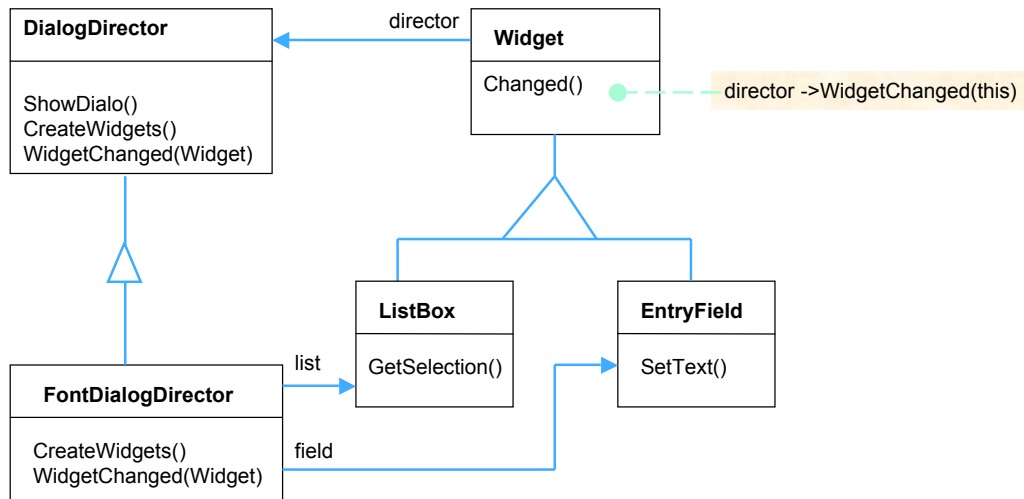 DialogDirector
ShowDialo()
CreateWidgets()
WidgetChanged(Widget)
director
Widget
Changed()
director ->WidgetChanged(this)
ListBox
GetSelection()
EntryField
SetText()
FontDialogDirector
CreateWidgets()
WidgetChanged(Widget)
list
field